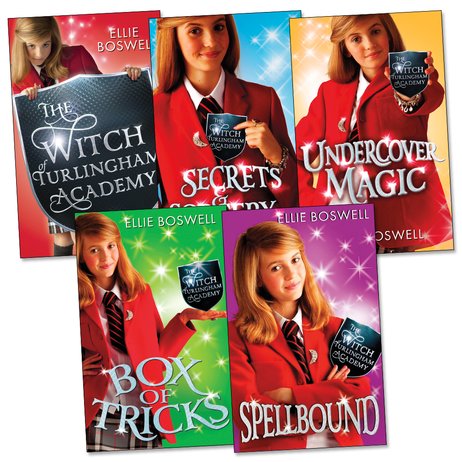 ELLIE BOSWELL
THE
WITCH
of
TURLINGHAM
ACADEMY
THE
WITCH
of
TURLINGHAM
ACADEMY
SECRETS
&
SORCERY
THE
WITCH
of
TURLINGHAM
ACADEMY
UNDERCOVER
MAGIC
BOSWELL
ELLIE BOSWELL
THE
WITCH
of
TURLINGHAM
ACADEMY
BOX
OF
TRICKS
ELLIE BOSWELL
THE
WITCH
of
TURLINGHAM
ACADEMY
SPELLBOUND